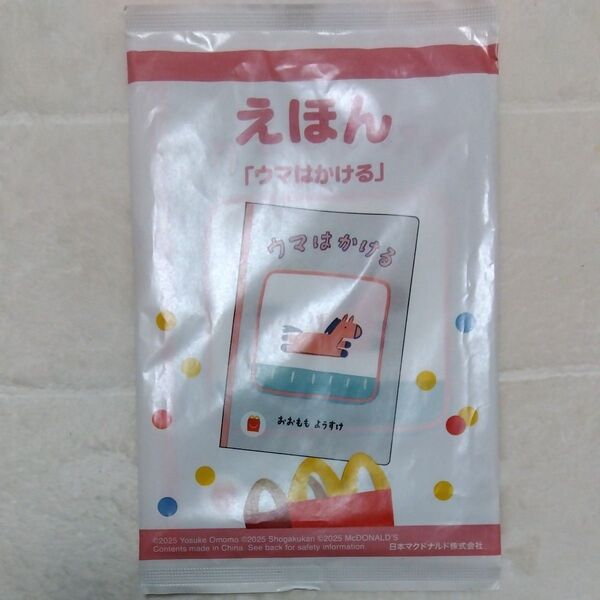 えほん
「ウマはかける」
ウマはかける
おおもも ようすけ
©2025 Yosuke Omomo ©2025 Shogakukan ©2025 McDONALD'S
Contents made in China. See back for safety information.
日本マクドナルド株式会社